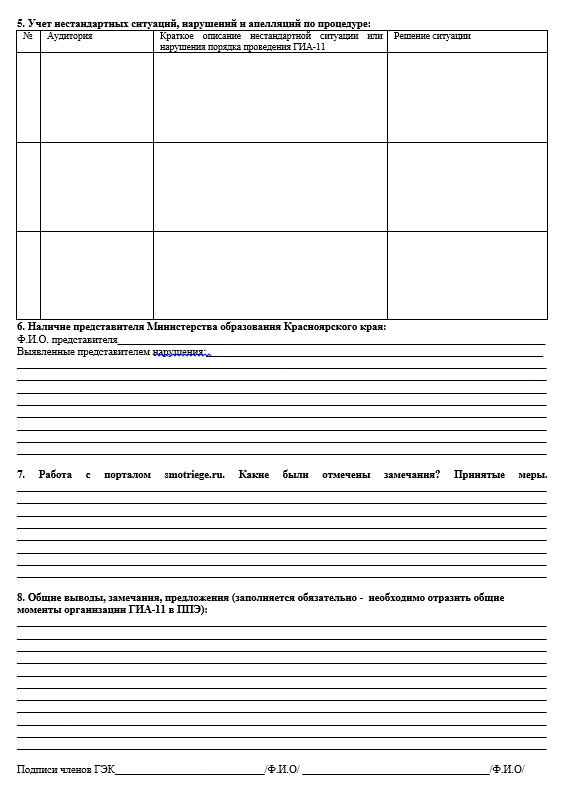 5. Учет нестандартных ситуаций, нарушений и апелляций по процедуре:
№ Аудитория Краткое описание нестандартной ситуации или нарушения порядка проведения ГИА-11 Решение ситуации
6. Наличие представителя Министерства образования Красноярского края:
Ф.И.О. представителя
Выявленные представителем нарушения:
7. Работа с порталом smotriege.ru. Какие были отмечены замечания? Принятые меры.
8. Общие выводы, замечания, предложения (заполняется обязательно - необходимо отразить общие
моменты организации ГИА-11 в ППЭ):
Подписи членов ГЭК /Ф.И.О/ /Ф.И.О/